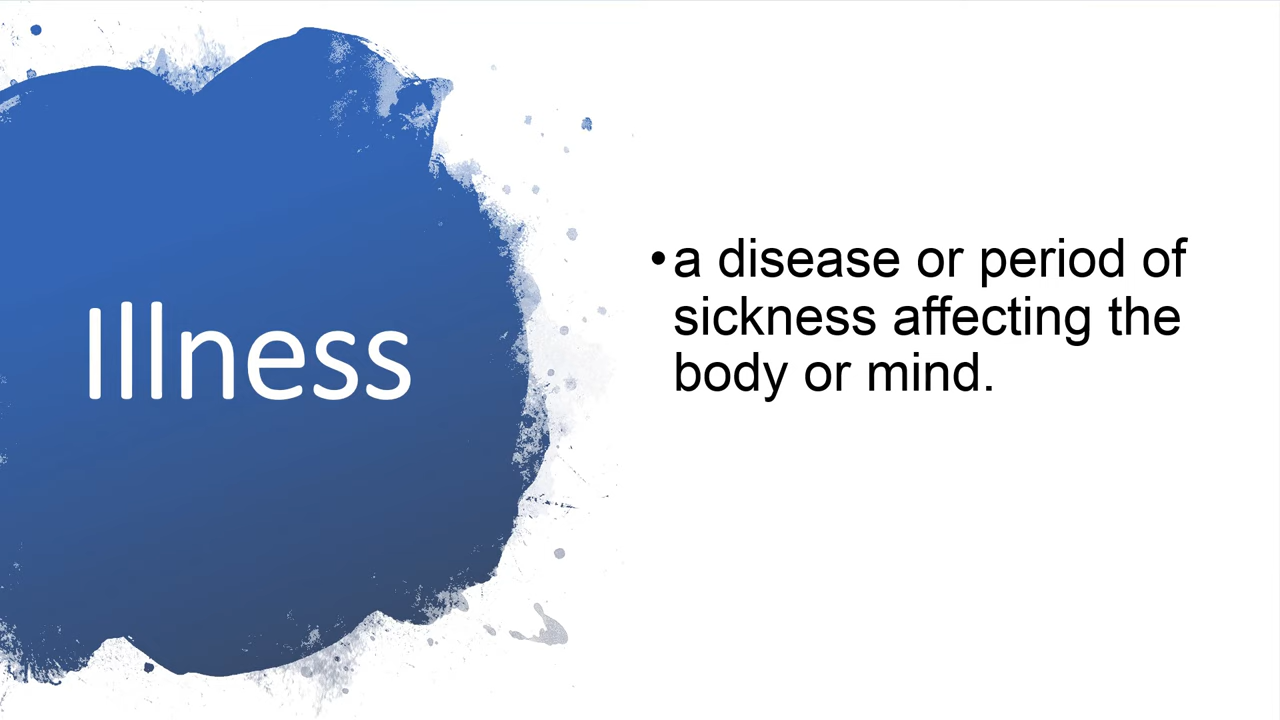 Illness
• a disease or period of
sickness affecting the
body or mind.